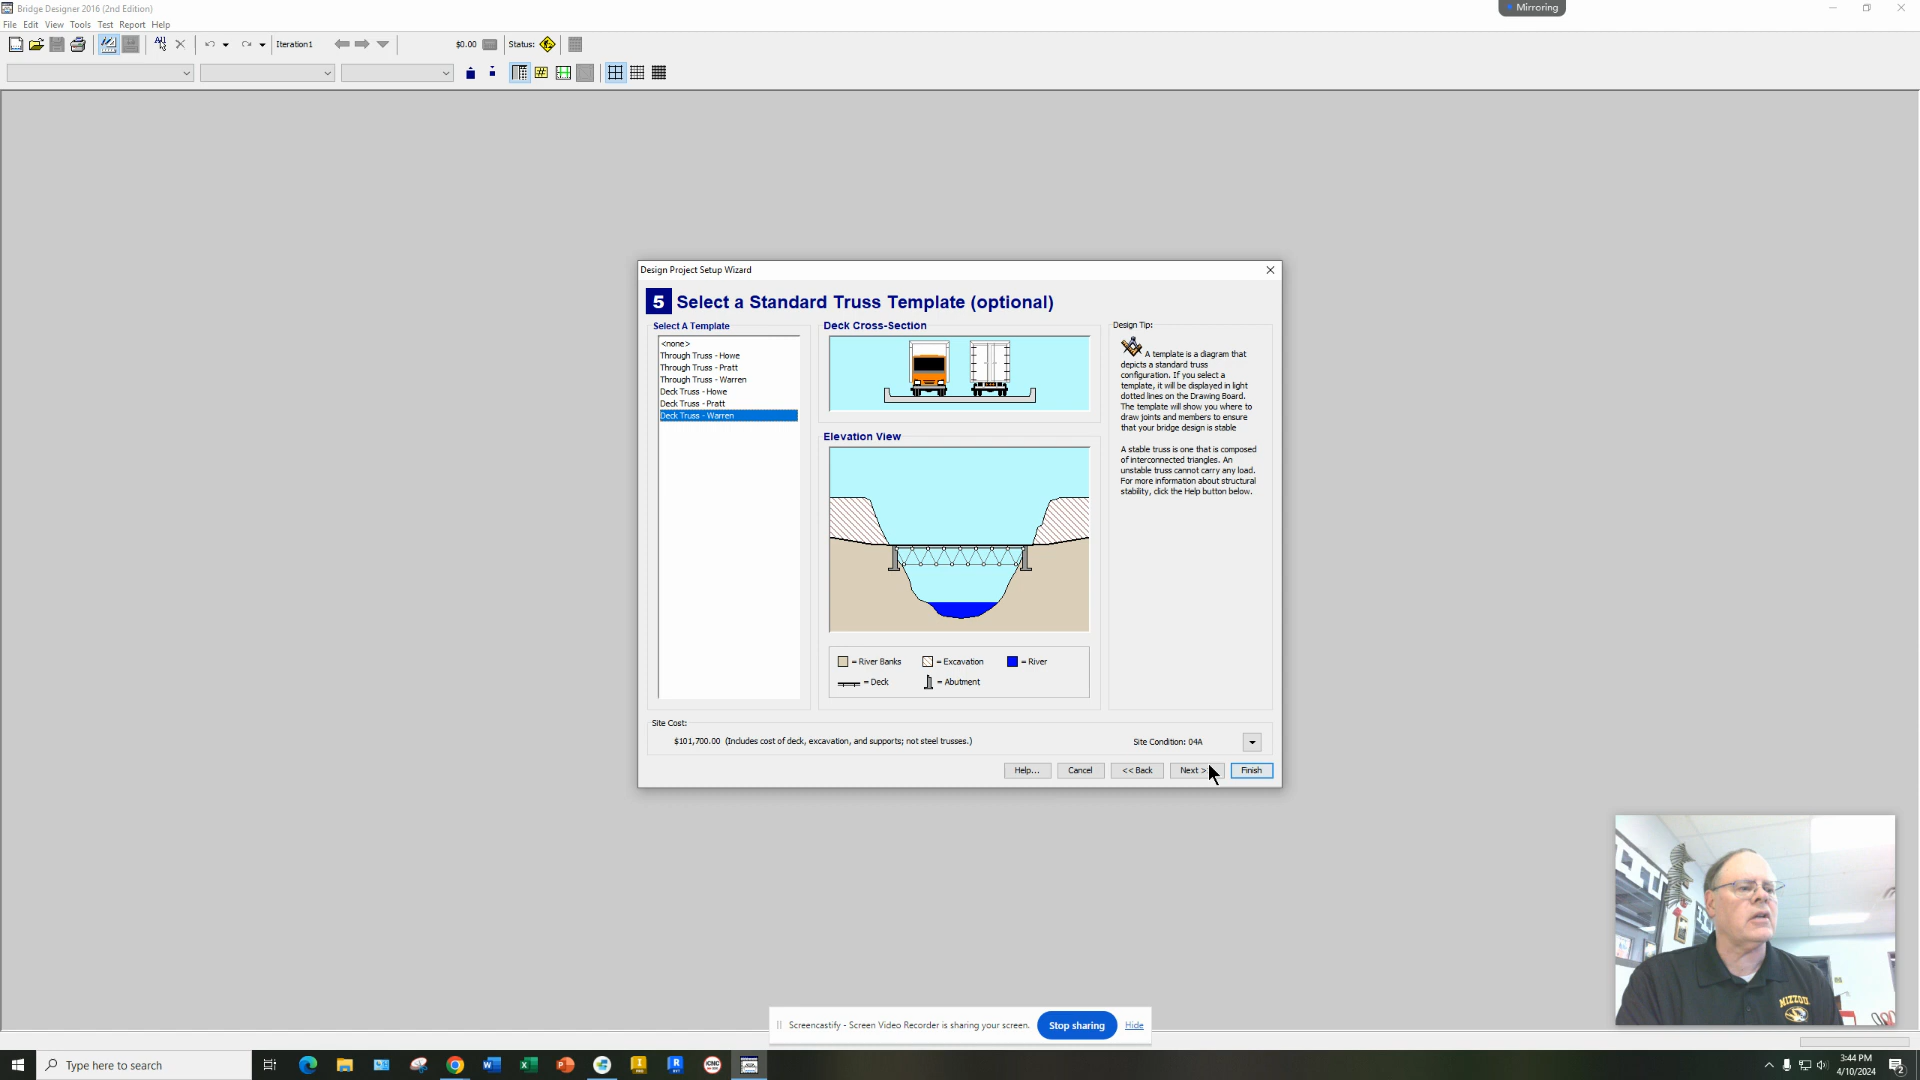 Bridge Designer 2016 (2nd Edition)
Mirroring
File Edit View Tools Test Report Help
Iteration1
$0.00
Status:
Design Project Setup Wizard
5 Select a Standard Truss Template (optional)
Select A Template
<none>
Through Truss - Howe
Through Truss - Pratt
Through Truss - Warren
Deck Truss - Howe
Deck Truss - Pratt
Deck Truss - Warren
Deck Cross-Section
Elevation View
= River Banks
= Excavation
= River
= Deck
= Abutment
Design Tip:
A template is a diagram that
depicts a standard truss
configuration. If you select a
template, it will be displayed in light
dotted lines on the Drawing Board.
The template will show you where to
draw joints and members to ensure
that your bridge design is stable
A stable truss is one that is composed
of interconnected triangles. An
unstable truss cannot carry any load.
For more information about structural
stability, click the Help button below.
Site Cost:
$101,700.00 (Includes cost of deck, excavation, and supports; not steel trusses.)
Site Condition: 04A
Help...
Cancel
<< Back
Next >
Finish
MIZZOU
Screencastify - Screen Video Recorder is sharing your screen.
Stop sharing
Hide
Type here to search
3:44 PM
4/10/2024
2